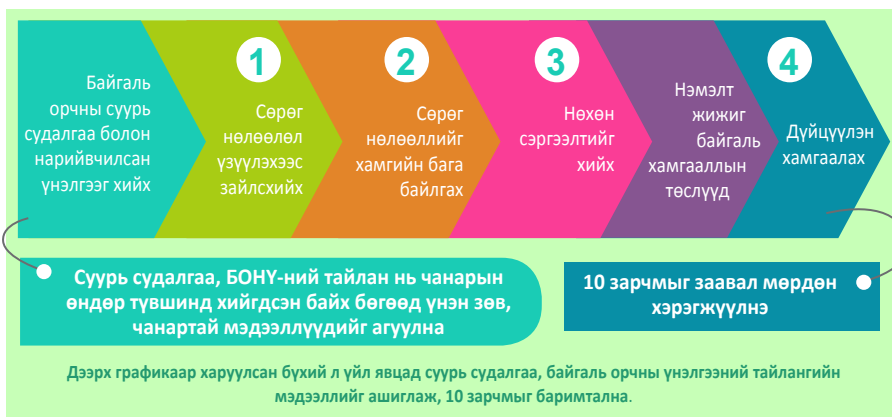 Байгаль
орчны суурь
судалгаа болон
нарийвчилсан
үнэлгээг хийх
1
Сөрөг
нөлөөлөл
үзүүлэхээс
зайлсхийх
2
Сөрөг
нөлөөллийг
хамгийн бага
байлгах
3
Нөхөн
сэргээлтийг
хийх
Нэмэлт
жижиг
байгаль
хамгааллын
төслүүд
4
Дүйцүүлэн
хамгаалах
Суурь судалгаа, БОНҮ-ний тайлан нь чанарын
өндөр түвшинд хийгдсэн байх бөгөөд үнэн зөв,
чанартай мэдээллүүдийг агуулна
10 зарчмыг заавал мөрдөн
хэрэгжүүлнэ
Дээрх графикаар харуулсан бүхий л үйл явцад суурь судалгаа, байгаль орчны үнэлгээний тайлангийн
мэдээллийг ашиглаж, 10 зарчмыг баримтална.